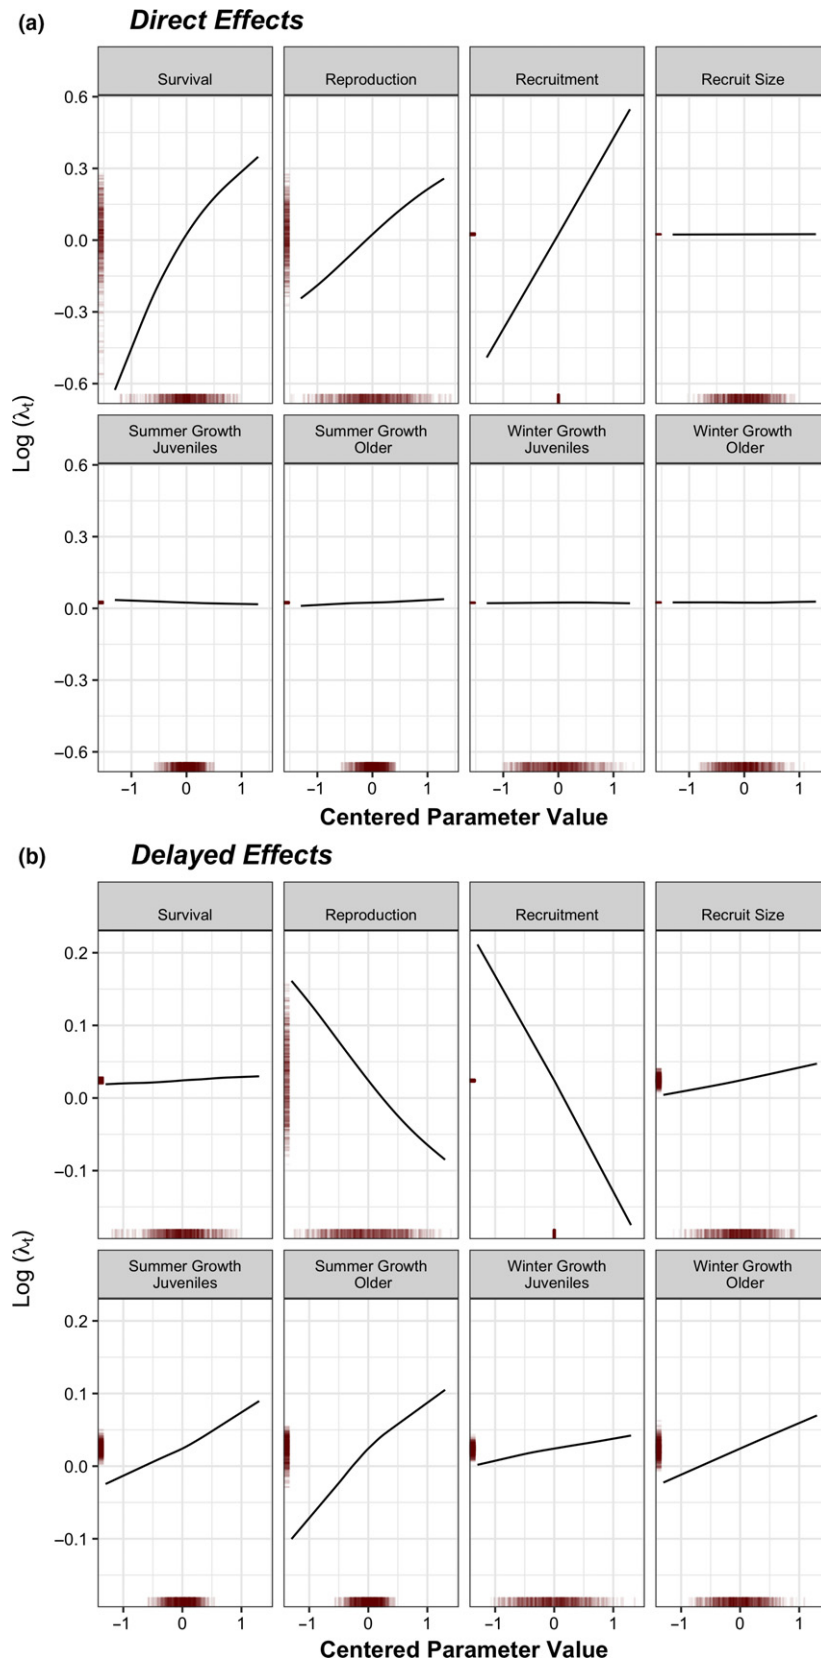 (a) Direct Effects
Survival Reproduction Recruitment Recruit Size
0.6
0.3
0.0
−0.3
−0.6
Summer Growth Summer Growth Winter Growth Winter Growth
Juveniles Older Juveniles Older
0.6
0.3
0.0
−0.3
−0.6
Log (λt)
−1 0 1 −1 0 1 −1 0 1 −1 0 1
Centered Parameter Value
(b) Delayed Effects
Survival Reproduction Recruitment Recruit Size
0.2
0.1
0.0
−0.1
Summer Growth Summer Growth Winter Growth Winter Growth
Juveniles Older Juveniles Older
0.2
0.1
0.0
−0.1
Log (λt)
−1 0 1 −1 0 1 −1 0 1 −1 0 1
Centered Parameter Value